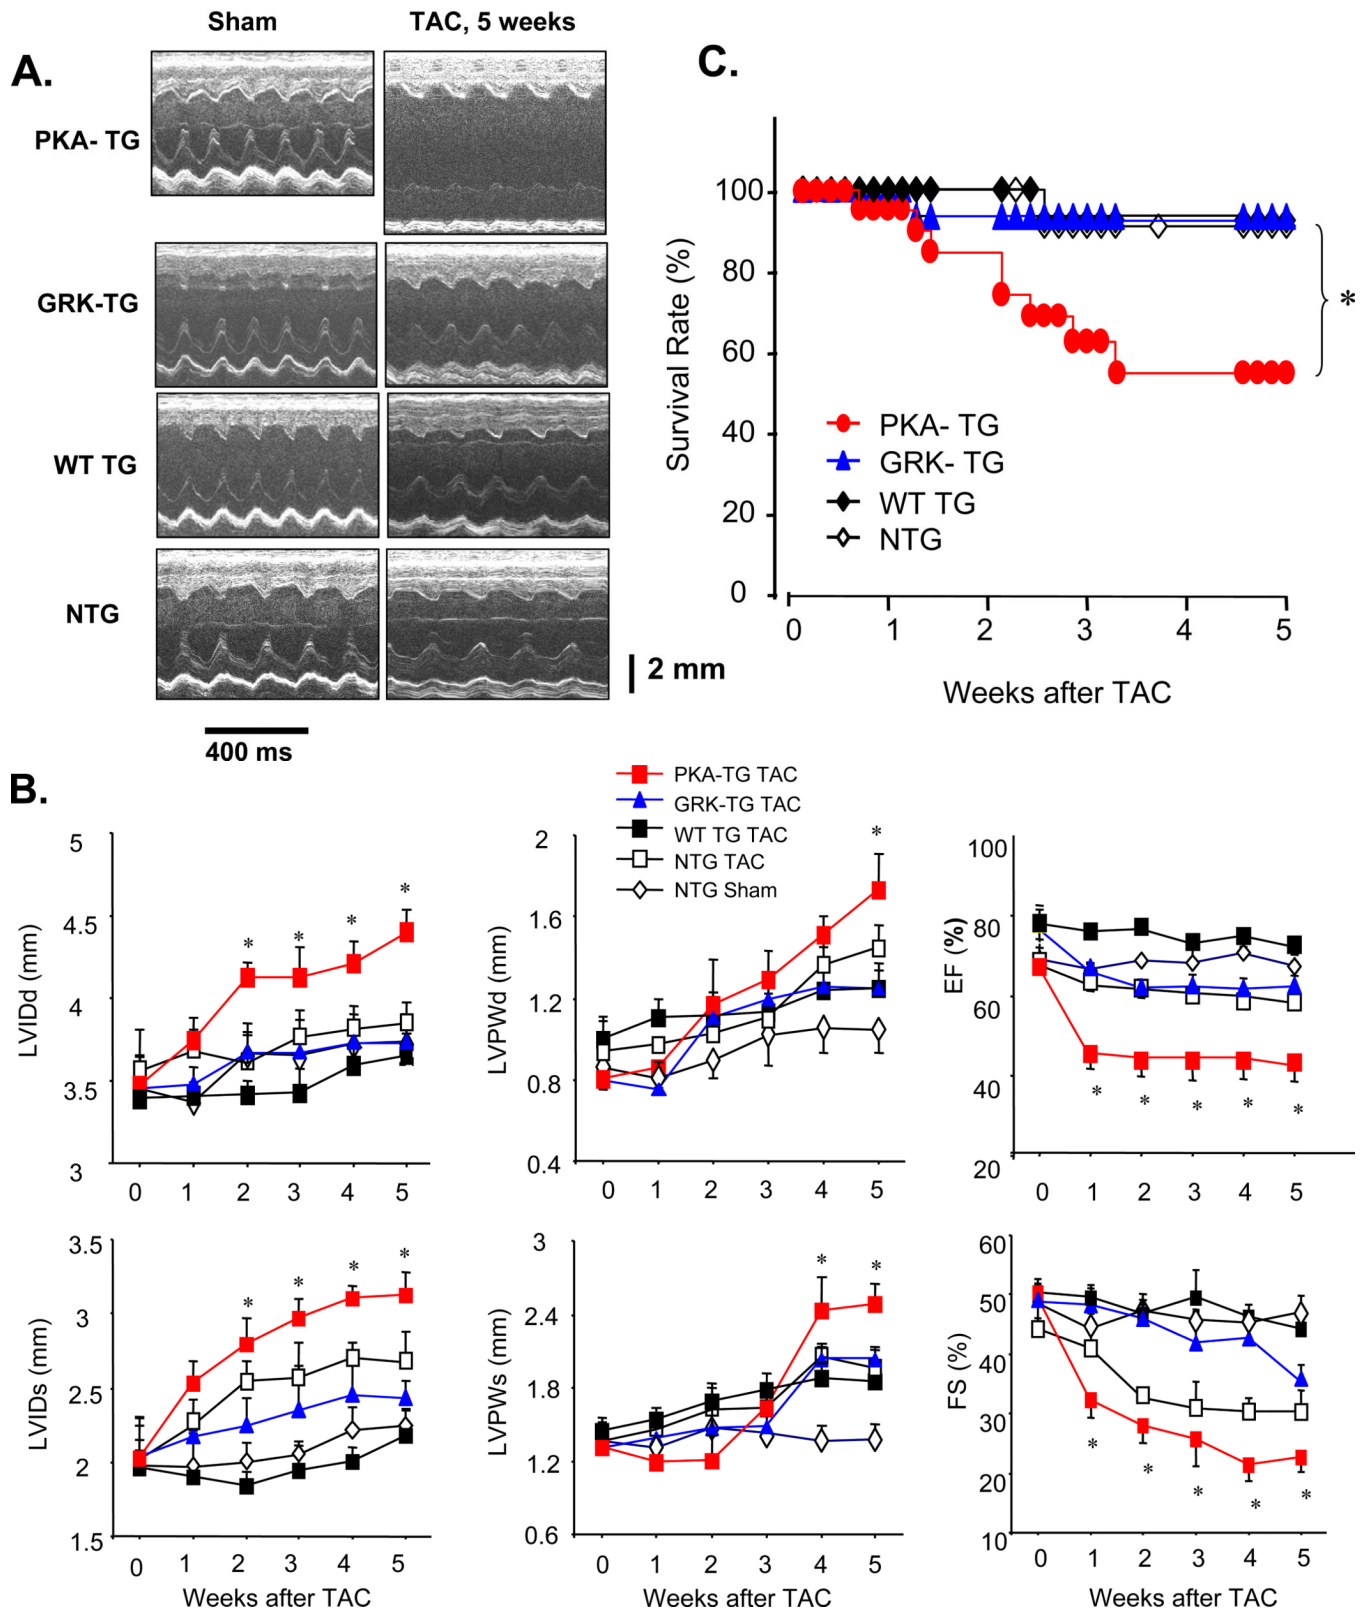 Sham
TAC, 5 weeks
A.
PKA- TG
GRK-TG
WT TG
NTG
2 mm
400 ms
C.
Survival Rate (%)
100
80
60
40
20
0
PKA- TG
GRK- TG
WT TG
NTG
*
0 1 2 3 4 5
Weeks after TAC
B.
PKA-TG TAC
GRK-TG TAC
WT TG TAC
NTG TAC
NTG Sham
LVIDd (mm)
5
4.5
4
3.5
3
* * * *
0 1 2 3 4 5
LVPWd (mm)
2
1.6
1.2
0.8
0.4
*
0 1 2 3 4 5
EF (%)
100
80
60
40
20
* * * * *
0 1 2 3 4 5
LVIDs (mm)
3.5
3
2.5
2
1.5
* * * *
0 1 2 3 4 5
Weeks after TAC
LVPWs (mm)
3
2.4
1.8
1.2
0.6
* *
0 1 2 3 4 5
Weeks after TAC
FS (%)
60
50
40
30
20
10
* * * * *
0 1 2 3 4 5
Weeks after TAC